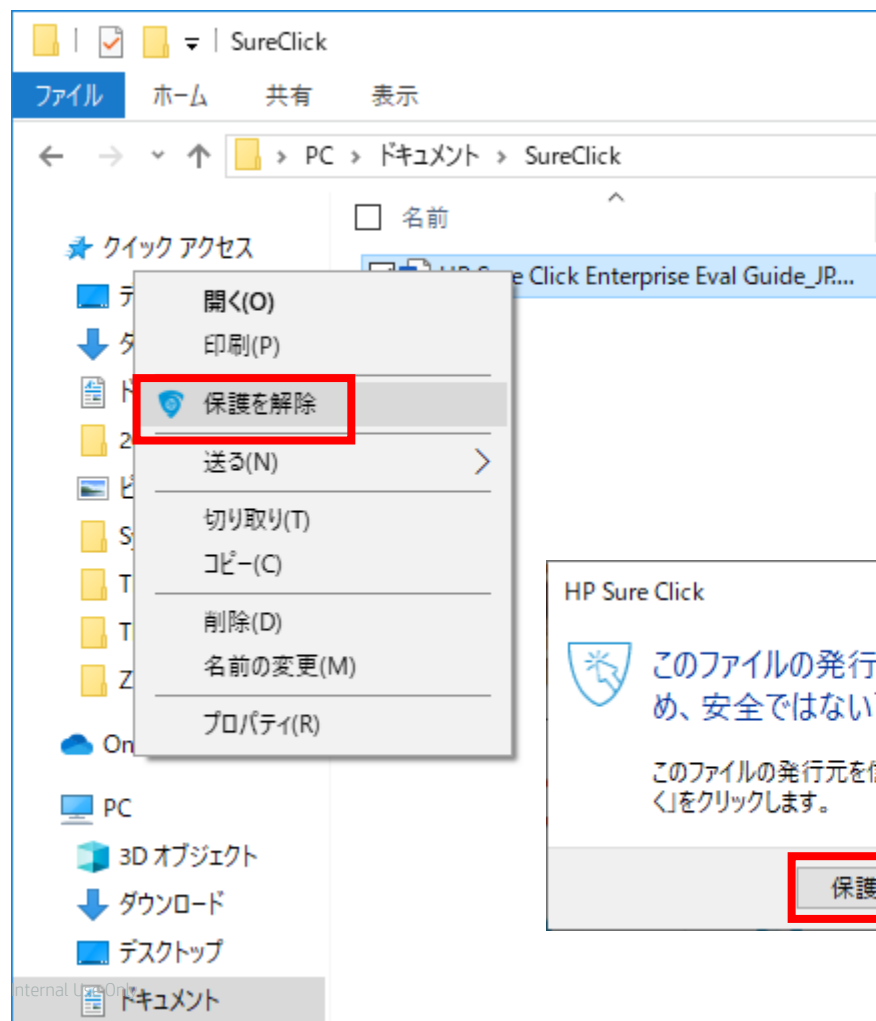 SureClick
ファイル ホーム 共有 表示
PC › ドキュメント › SureClick
名前
クイック アクセス
Click Enterprise Eval Guide_JP....
開く(O)
印刷(P)
保護を解除
送る(N)
切り取り(T)
コピー(C)
削除(D)
名前の変更(M)
プロパティ(R)
HP Sure Click
このファイルの発行
め、安全ではない
このファイルの発行元を
く」をクリックします。
保護
PC
3D オブジェクト
ダウンロード
デスクトップ
ドキュメント